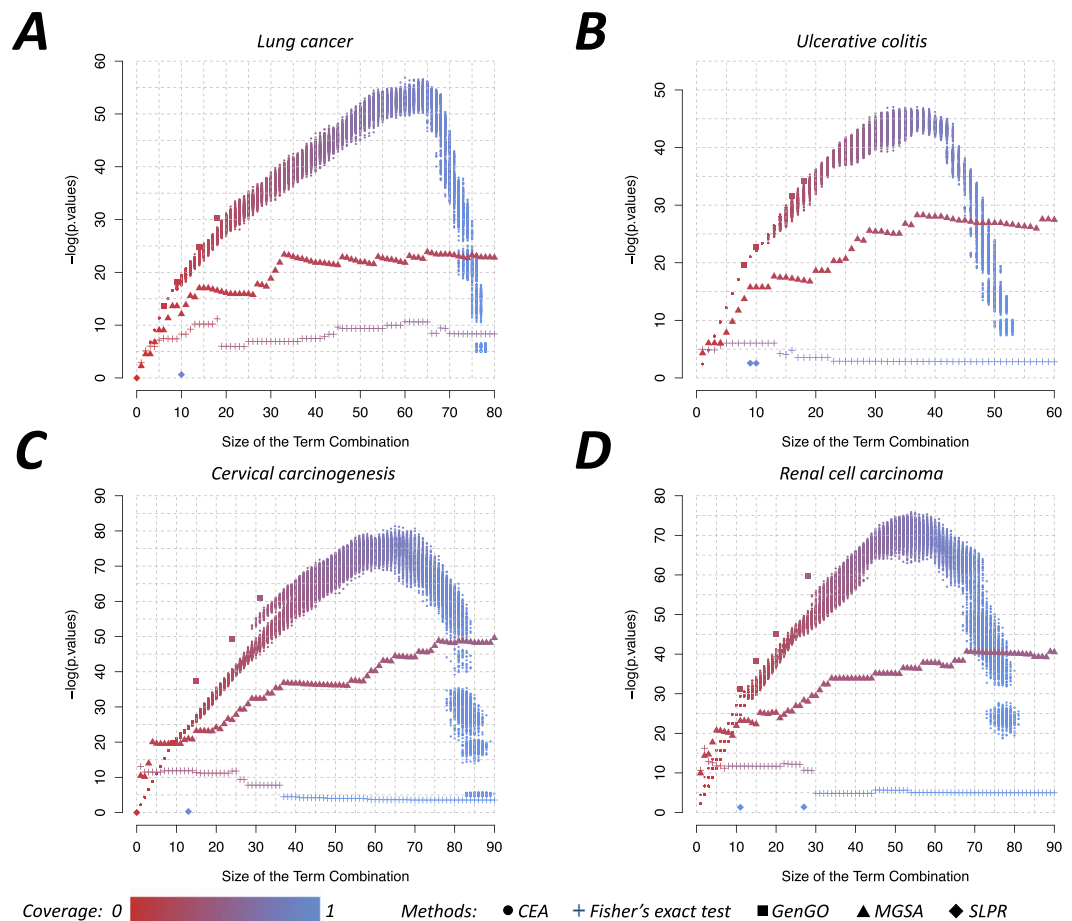 A
Lung cancer
−log(p.values)
0 10 20 30 40 50 60
0 10 20 30 40 50 60 70 80
Size of the Term Combination
B
Ulcerative colitis
−log(p.values)
0 10 20 30 40 50
0 10 20 30 40 50 60
Size of the Term Combination
C
Cervical carcinogenesis
−log(p.values)
0 10 20 30 40 50 60 70 80 90
0 10 20 30 40 50 60 70 80 90
Size of the Term Combination
D
Renal cell carcinoma
−log(p.values)
0 10 20 30 40 50 60 70 80
0 10 20 30 40 50 60 70 80 90
Size of the Term Combination
Coverage: 0 1 Methods: CEA Fisher's exact test GenGO MGSA SLPR